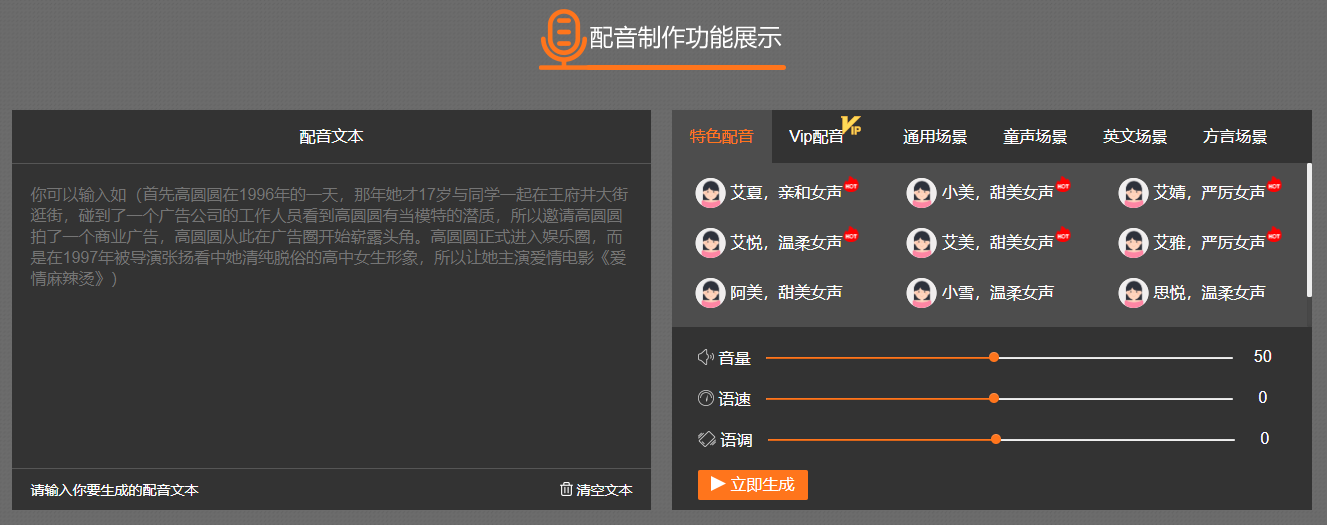 配音制作功能展示
配音文本
你可以输入如（首先高圆圆在1996年的一天，那年她才17岁与同学一起在王府井大街
逛街，碰到了一个广告公司的工作人员看到高圆圆有当模特的潜质，所以邀请高圆圆
拍了一个商业广告，高圆圆从此在广告圈开始崭露头角。高圆圆正式进入娱乐圈，而
是在1997年被导演张扬看中她清纯脱俗的高中女生形象，所以让她主演爱情电影《爱
情麻辣烫》）
请输入你要生成的配音文本 清空文本
特色配音 Vip配音 VIP 通用场景 童声场景 英文场景 方言场景
艾夏，亲和女声 HOT 小美，甜美女声 HOT 艾婧，严厉女声 HOT
艾悦，温柔女声 HOT 艾美，甜美女声 HOT 艾雅，严厉女声 HOT
阿美，甜美女声 小雪，温柔女声 思悦，温柔女声
音量 50
语速 0
语调 0
立即生成